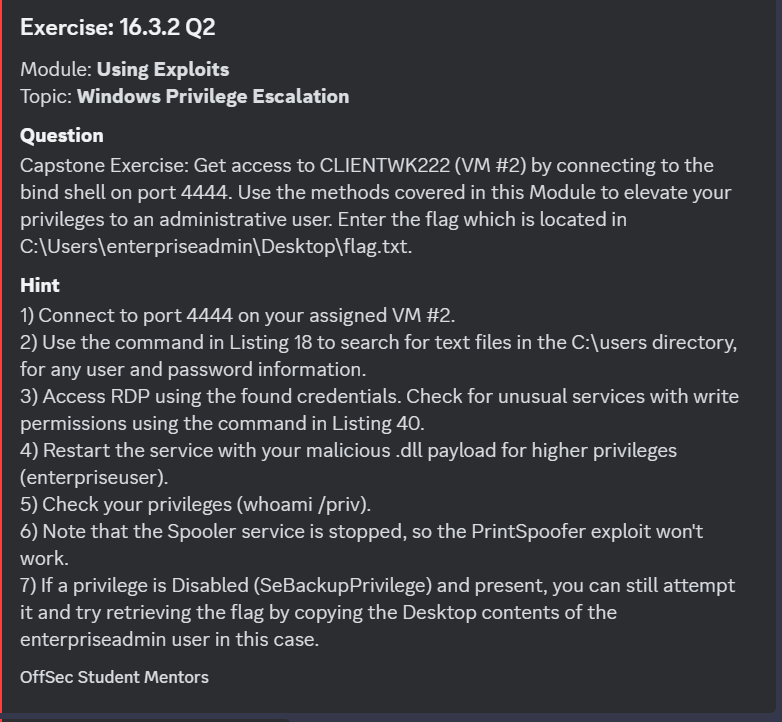 Exercise: 16.3.2 Q2
Module: Using Exploits
Topic: Windows Privilege Escalation
Question
Capstone Exercise: Get access to CLIENTWK222 (VM #2) by connecting to the
bind shell on port 4444. Use the methods covered in this Module to elevate your
privileges to an administrative user. Enter the flag which is located in
C:\Users\enterpriseadmin\Desktop\flag.txt.
Hint
1) Connect to port 4444 on your assigned VM #2.
2) Use the command in Listing 18 to search for text files in the C:\users directory,
for any user and password information.
3) Access RDP using the found credentials. Check for unusual services with write
permissions using the command in Listing 40.
4) Restart the service with your malicious .dll payload for higher privileges
(enterpriseuser).
5) Check your privileges (whoami /priv).
6) Note that the Spooler service is stopped, so the PrintSpoofer exploit won't
work.
7) If a privilege is Disabled (SeBackupPrivilege) and present, you can still attempt
it and try retrieving the flag by copying the Desktop contents of the
enterpriseadmin user in this case.
OffSec Student Mentors